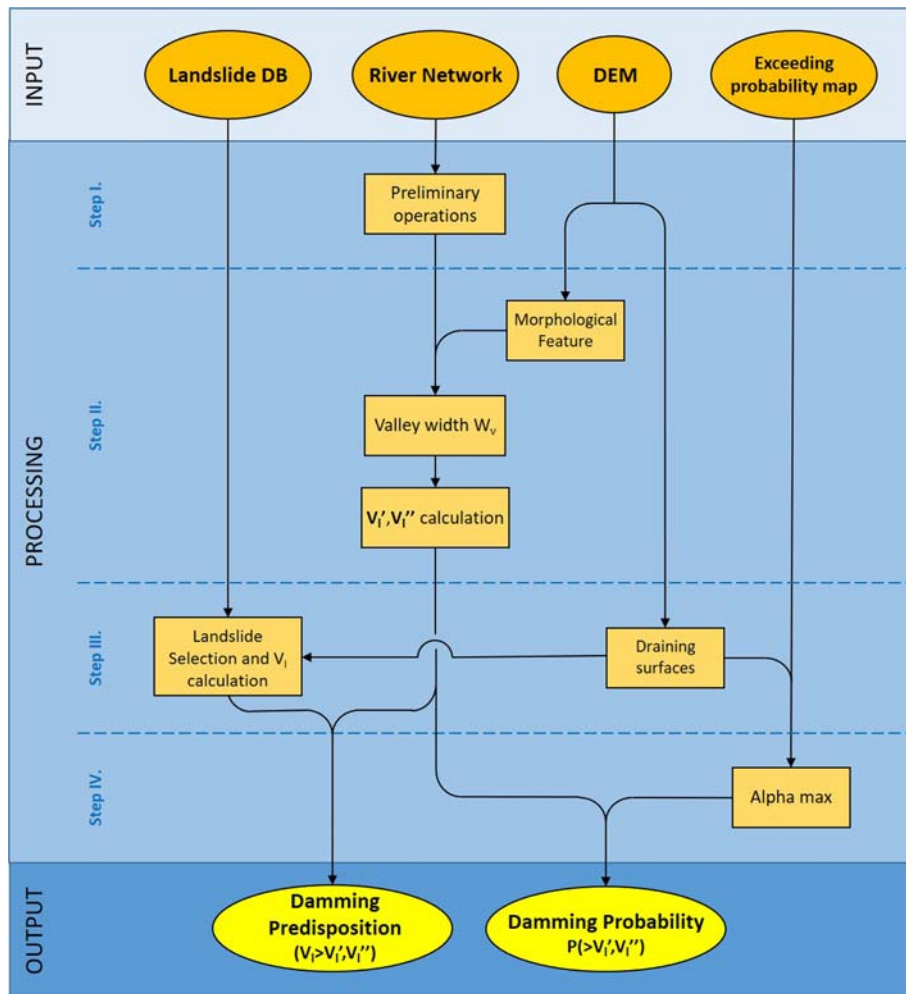 INPUT
Landslide DB
River Network
DEM
Exceeding
probability map
PROCESSING
Step I.
Preliminary
operations
Step II.
Morphological
Feature
Valley width Wᵥ
Vₗ’,Vₗ’’ calculation
Step III.
Landslide
Selection and Vₗ
calculation
Draining
surfaces
Step IV.
Alpha max
OUTPUT
Damming
Predisposition
(Vₗ>Vₗ’,Vₗ’’)
Damming Probability
P(>Vₗ’,Vₗ’’)